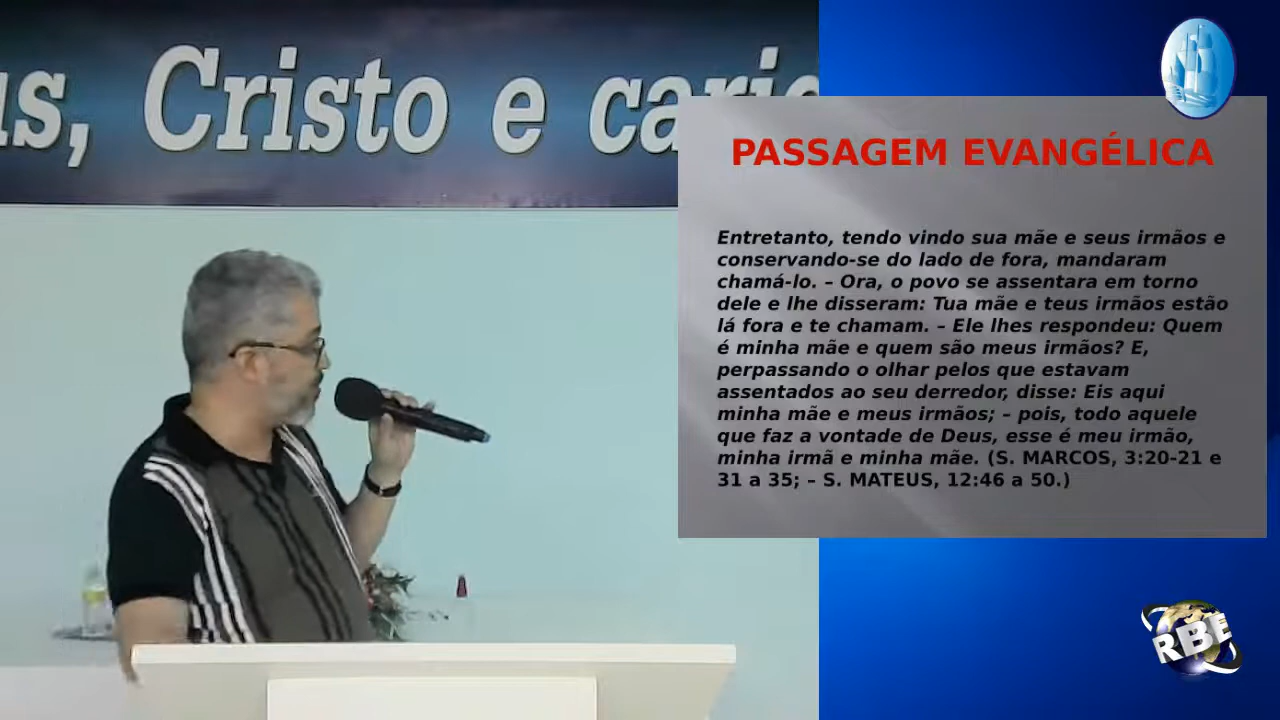 us, Cristo e carid
PASSAGEM EVANGÉLICA
Entretanto, tendo vindo sua mãe e seus irmãos e
conservando-se do lado de fora, mandaram
chamá-lo. – Ora, o povo se assentara em torno
dele e lhe disseram: Tua mãe e teus irmãos estão
lá fora e te chamam. – Ele lhes respondeu: Quem
é minha mãe e quem são meus irmãos? E,
perpassando o olhar pelos que estavam
assentados ao seu derredor, disse: Eis aqui
minha mãe e meus irmãos; – pois, todo aquele
que faz a vontade de Deus, esse é meu irmão,
minha irmã e minha mãe. (S. MARCOS, 3:20-21 e
31 a 35; – S. MATEUS, 12:46 a 50.)
RBE